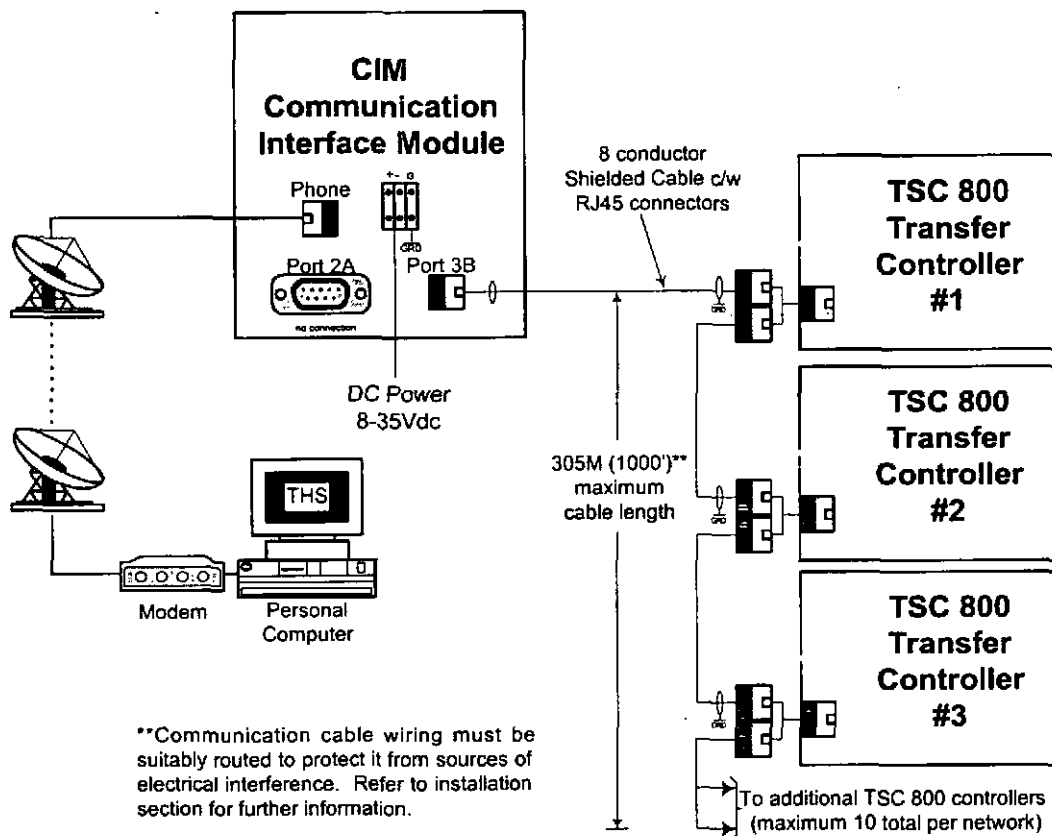 CIM
Communication
Interface Module
Phone
+- G
GRD
Port 2A
Port 3B
no connection
DC Power
8-35Vdc
8 conductor
Shielded Cable c/w
RJ45 connectors
TSC 800
Transfer
Controller
#1
GRD
305M (1000')**
maximum
cable length
TSC 800
Transfer
Controller
#2
GRD
THS
Modem
Personal
Computer
TSC 800
Transfer
Controller
#3
GRD
**Communication cable wiring must be
suitably routed to protect it from sources of
electrical interference. Refer to installation
section for further information.
To additional TSC 800 controllers
(maximum 10 total per network)